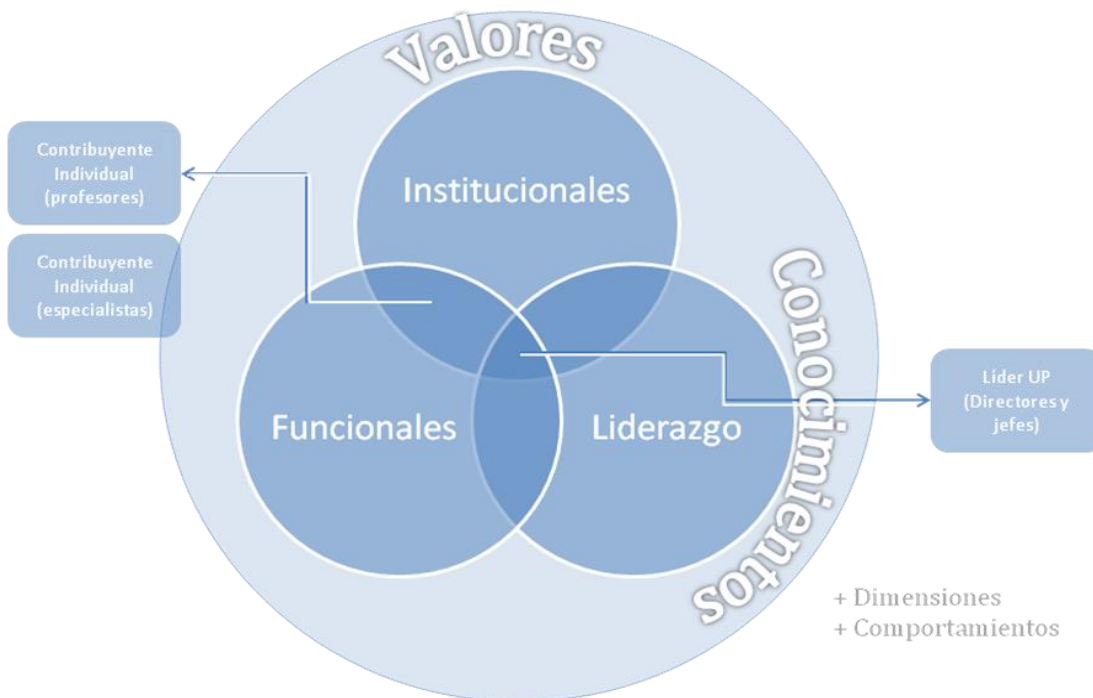 Valores
Contribuyente
Individual
(profesores)
Institucionales
Contribuyente
Individual
(especialistas)
Conocimientos
Líder UP
(Directores y
jefes)
Funcionales
Liderazgo
+ Dimensiones
+ Comportamientos